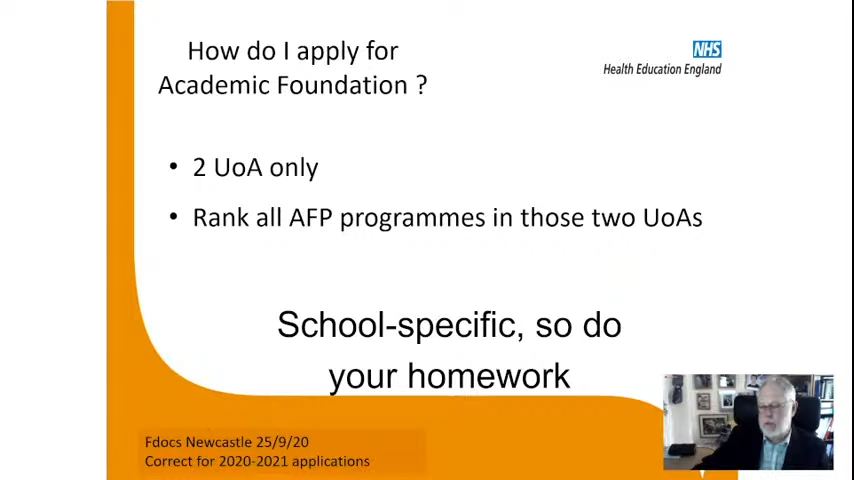 How do I apply for
Academic Foundation ?
NHS
Health Education England
• 2 UoA only
• Rank all AFP programmes in those two UoAs
School-specific, so do
your homework
Fdocs Newcastle 25/9/20
Correct for 2020-2021 applications